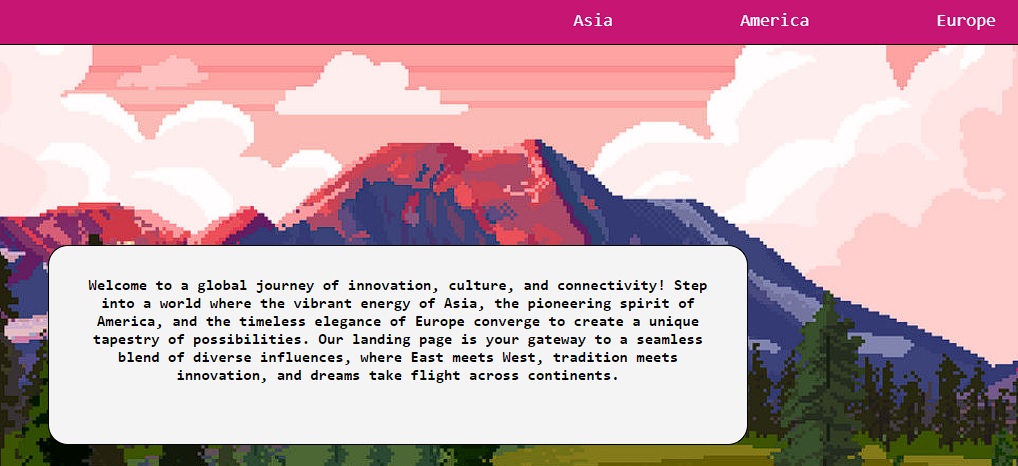 Asia America Europe
Welcome to a global journey of innovation, culture, and connectivity! Step
into a world where the vibrant energy of Asia, the pioneering spirit of
America, and the timeless elegance of Europe converge to create a unique
tapestry of possibilities. Our landing page is your gateway to a seamless
blend of diverse influences, where East meets West, tradition meets
innovation, and dreams take flight across continents.